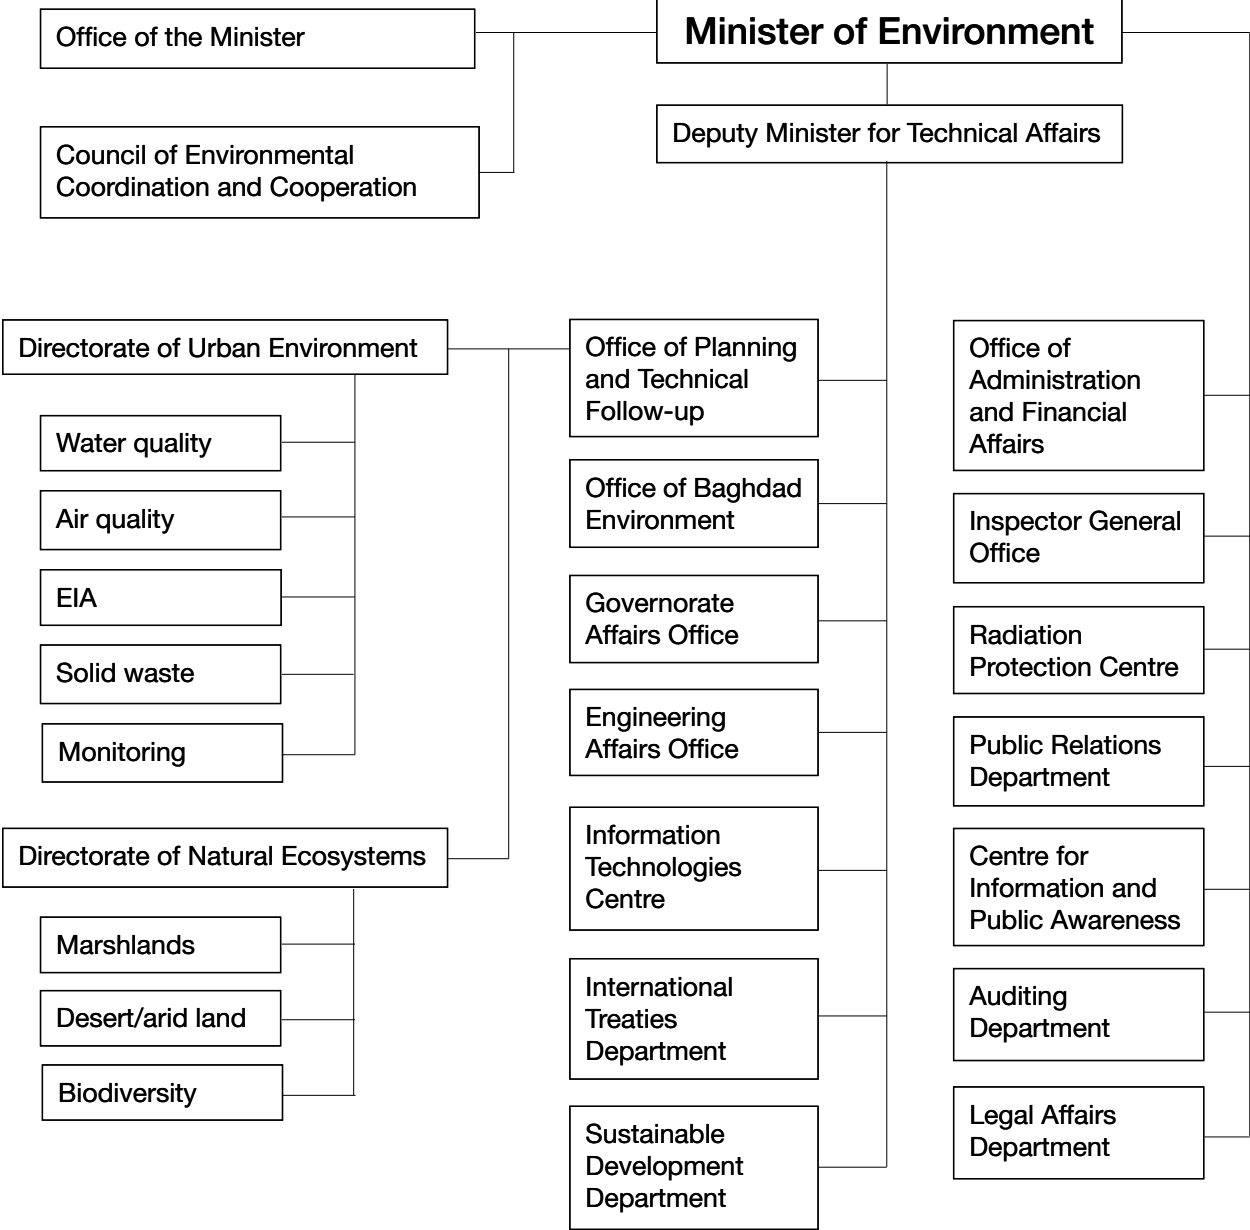 Office of the Minister
Minister of Environment
Deputy Minister for Technical Affairs
Council of Environmental
Coordination and Cooperation
Directorate of Urban Environment
Water quality
Air quality
EIA
Solid waste
Monitoring
Directorate of Natural Ecosystems
Marshlands
Desert/arid land
Biodiversity
Office of Planning
and Technical
Follow-up
Office of Baghdad
Environment
Governorate
Affairs Office
Engineering
Affairs Office
Information
Technologies
Centre
International
Treaties
Department
Sustainable
Development
Department
Office of
Administration
and Financial
Affairs
Inspector General
Office
Radiation
Protection Centre
Public Relations
Department
Centre for
Information and
Public Awareness
Auditing
Department
Legal Affairs
Department